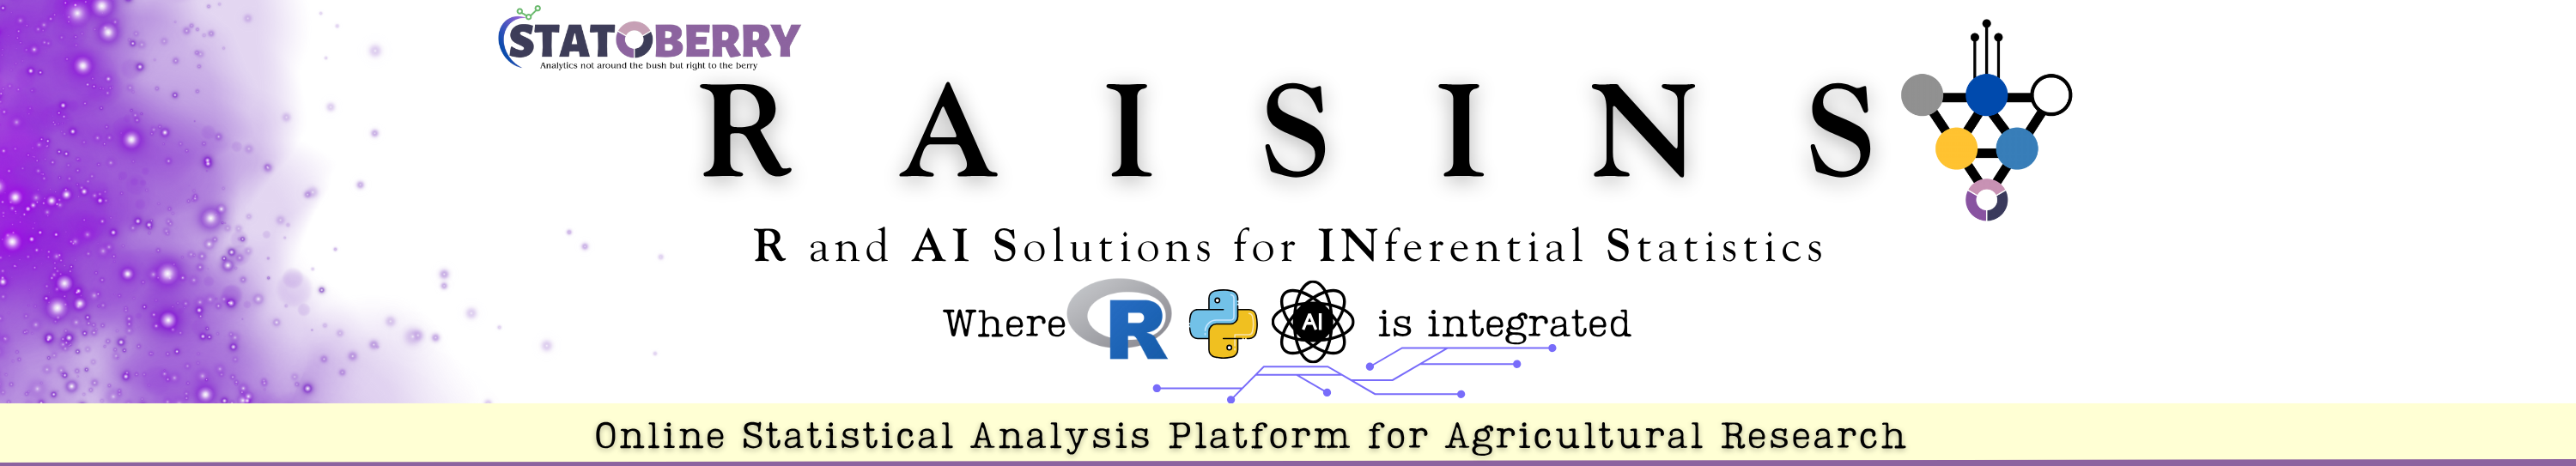 STATOBERRY
Analytics not around the bush but right to the berry
RAISINS
R and AI Solutions for INferential Statistics
Where R AI is integrated
Online Statistical Analysis Platform for Agricultural Research